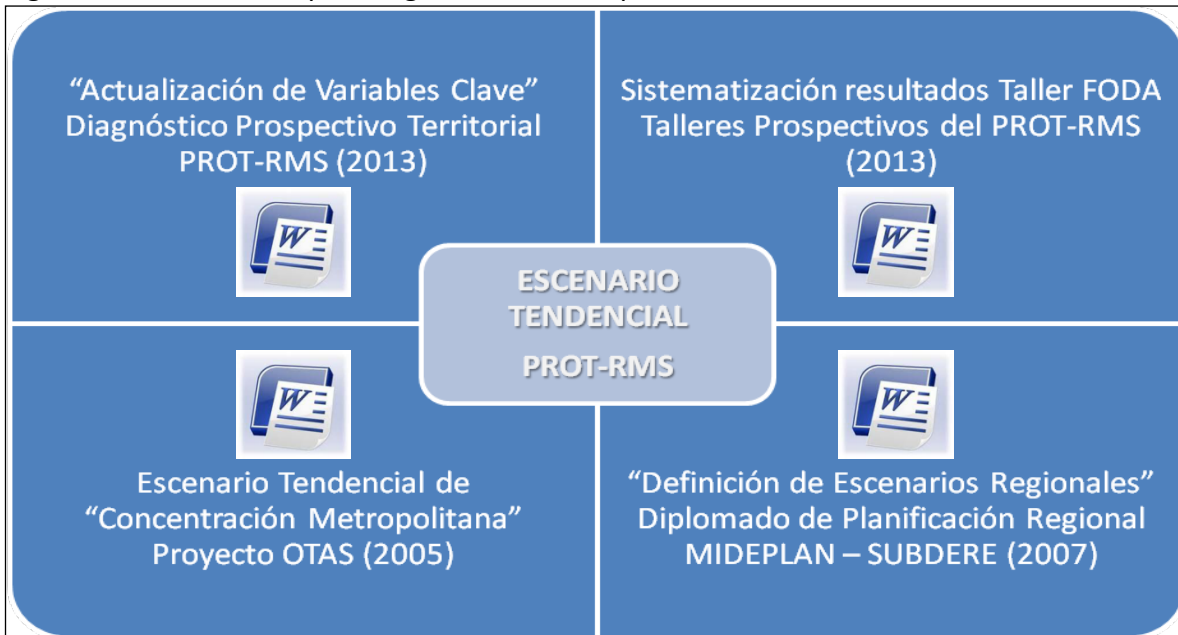 “Actualización de Variables Clave”
Diagnóstico Prospectivo Territorial
PROT-RMS (2013)
Sistematización resultados Taller FODA
Talleres Prospectivos del PROT-RMS
(2013)
W
W
ESCENARIO
TENDENCIAL
PROT-RMS
W
W
Escenario Tendencial de
“Concentración Metropolitana”
Proyecto OTAS (2005)
“Definición de Escenarios Regionales”
Diplomado de Planificación Regional
MIDEPLAN – SUBDERE (2007)